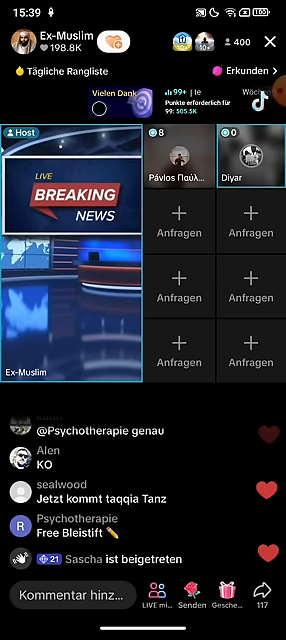 15:39
100
Ex-Muslim
198.8K
10+
400
Tägliche Rangliste
Erkunden
Vielen Dank
99+ | te
Punkte erforderlich für
99: 505.5K
Host
LIVE
BREAKING
NEWS
Ex-Muslim
8
Pávlos Παύλ...
0
Diyar
Anfragen
Anfragen
Anfragen
Anfragen
Anfragen
Anfragen
@Psychotherapie genau
Alen
KO
sealwood
Jetzt kommt taqqia Tanz
R
Psychotherapie
Free Bleistift ✏️
21 Sascha ist beigetreten
Kommentar hinz...
LIVE mi...
Senden
Gesche...
117